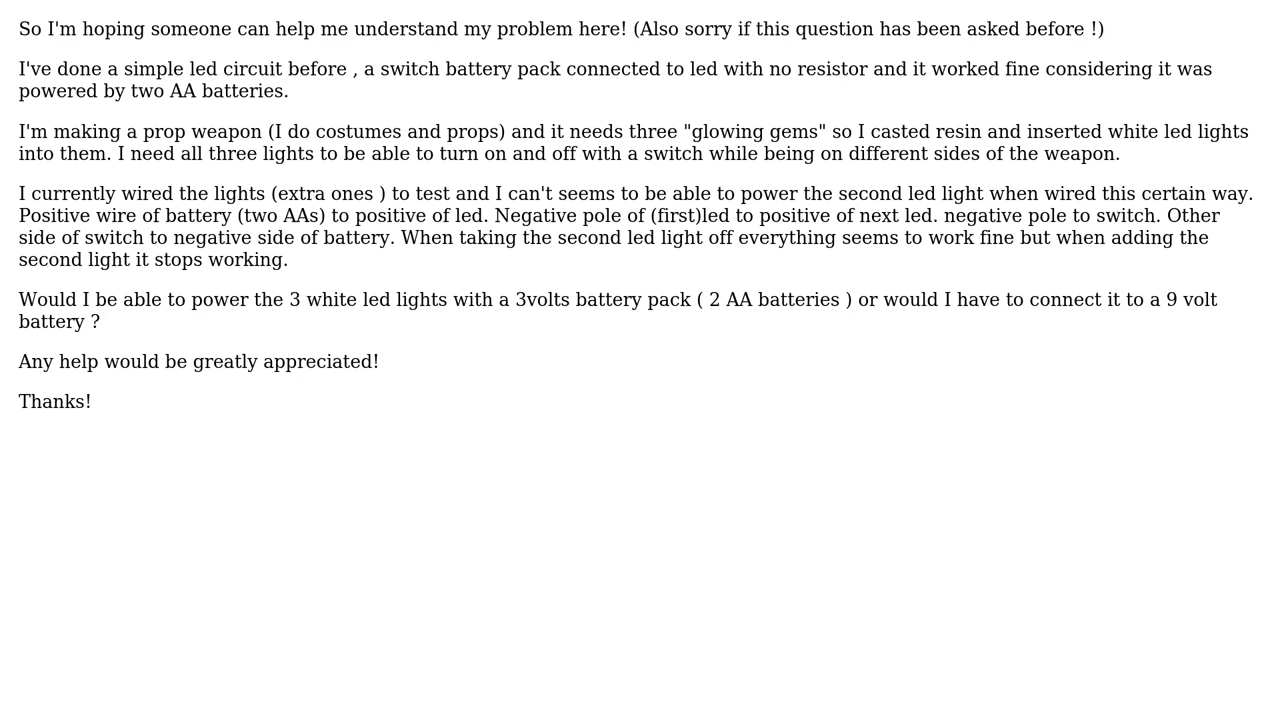 So I'm hoping someone can help me understand my problem here! (Also sorry if this question has been asked before !)
I've done a simple led circuit before , a switch battery pack connected to led with no resistor and it worked fine considering it was
powered by two AA batteries.
I'm making a prop weapon (I do costumes and props) and it needs three "glowing gems" so I casted resin and inserted white led lights
into them. I need all three lights to be able to turn on and off with a switch while being on different sides of the weapon.
I currently wired the lights (extra ones ) to test and I can't seems to be able to power the second led light when wired this certain way.
Positive wire of battery (two AAs) to positive of led. Negative pole of (first)led to positive of next led. negative pole to switch. Other
side of switch to negative side of battery. When taking the second led light off everything seems to work fine but when adding the
second light it stops working.
Would I be able to power the 3 white led lights with a 3volts battery pack ( 2 AA batteries ) or would I have to connect it to a 9 volt
battery ?
Any help would be greatly appreciated!
Thanks!